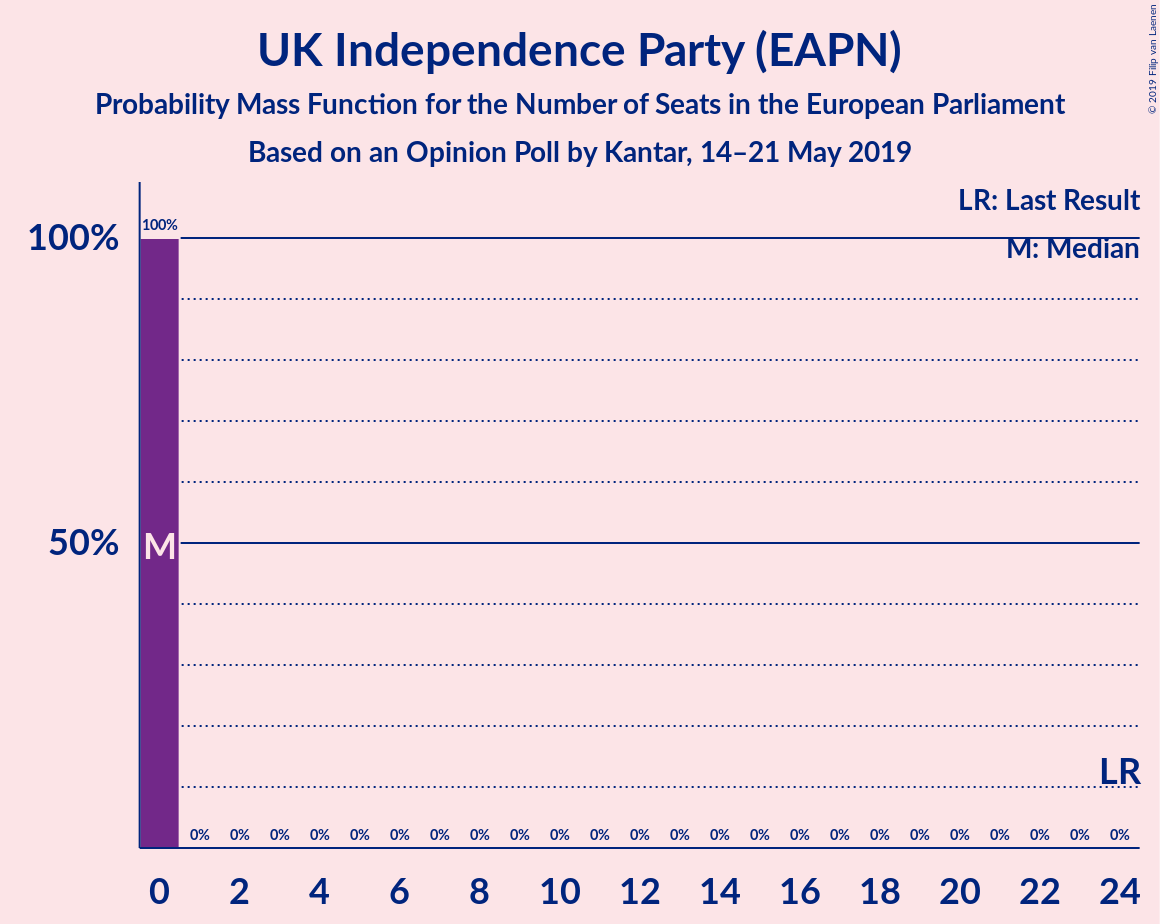 UK Independence Party (EAPN)
Probability Mass Function for the Number of Seats in the European Parliament
Based on an Opinion Poll by Kantar, 14–21 May 2019
© 2019 Filip van Laenen
LR: Last Result
M: Median
100%
100%
50%
M
LR
0% 0% 0% 0% 0% 0% 0% 0% 0% 0% 0% 0% 0% 0% 0% 0% 0% 0% 0% 0% 0% 0% 0% 0%
0 2 4 6 8 10 12 14 16 18 20 22 24